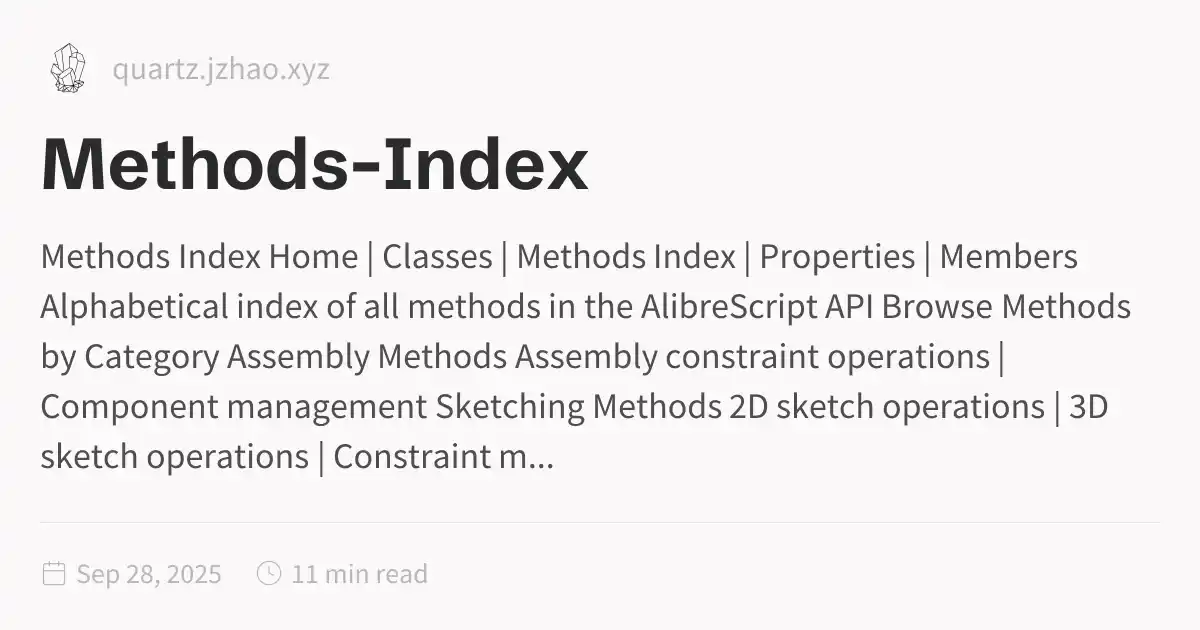 quartz.jzhao.xyz
Methods-Index
Methods Index Home | Classes | Methods Index | Properties | Members
Alphabetical index of all methods in the AlibreScript API Browse Methods
by Category Assembly Methods Assembly constraint operations |
Component management Sketching Methods 2D sketch operations | 3D
sketch operations | Constraint m...
Sep 28, 2025 11 min read